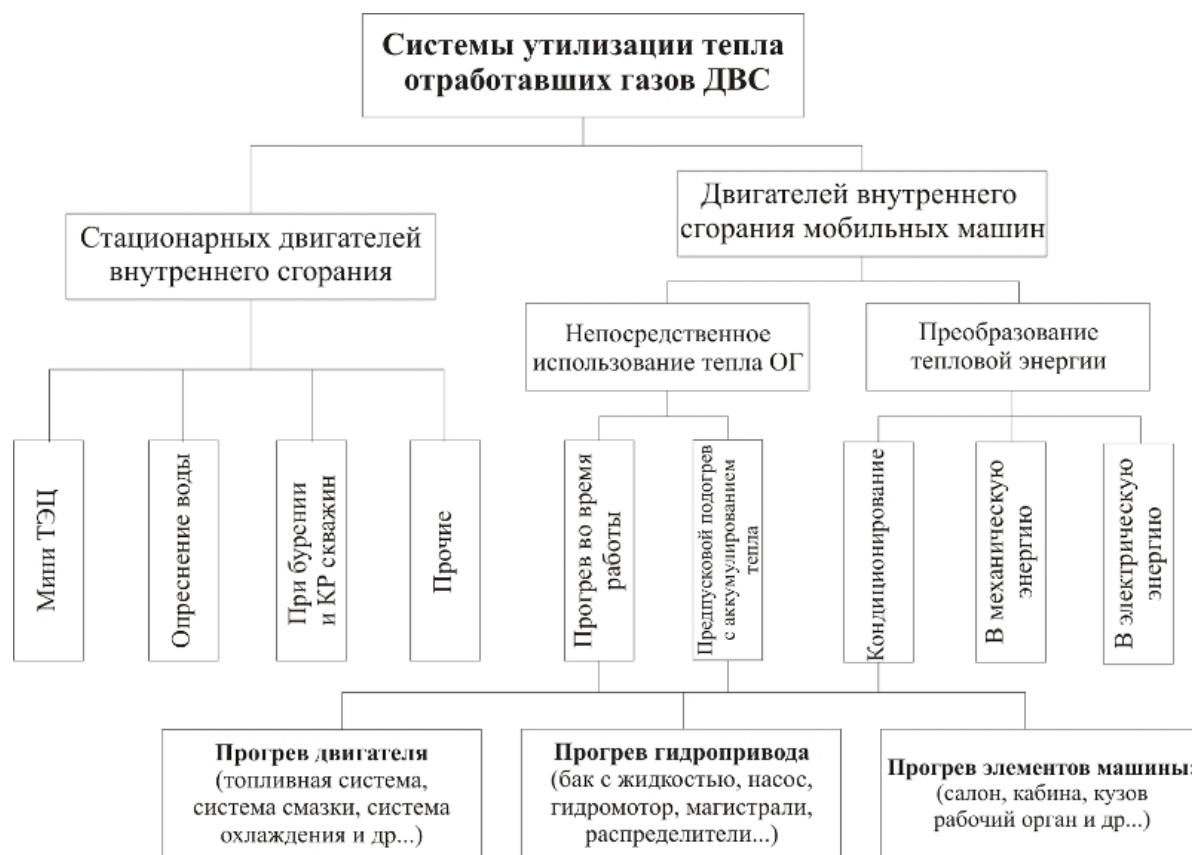 Системы утилизации тепла
отработавших газов ДВС
Стационарных двигателей
внутреннего сгорания
Двигателей внутреннего
сгорания мобильных машин
Непосредственное
использование тепла ОГ
Преобразование
тепловой энергии
Мини ТЭЦ
Опреснение воды
При бурении
и КР скважин
Прочие
Прогрев во время
работы
Предпусковой подогрев
с аккумулированием
тепла
Кондиционирование
В механическую
энергию
В электрическую
энергию
Прогрев двигателя
(топливная система,
система смазки, система
охлаждения и др...)
Прогрев гидропривода
(бак с жидкостью, насос,
гидромотор, магистрали,
распределители...)
Прогрев элементов машины:
(салон, кабина, кузов
рабочий орган и др...)